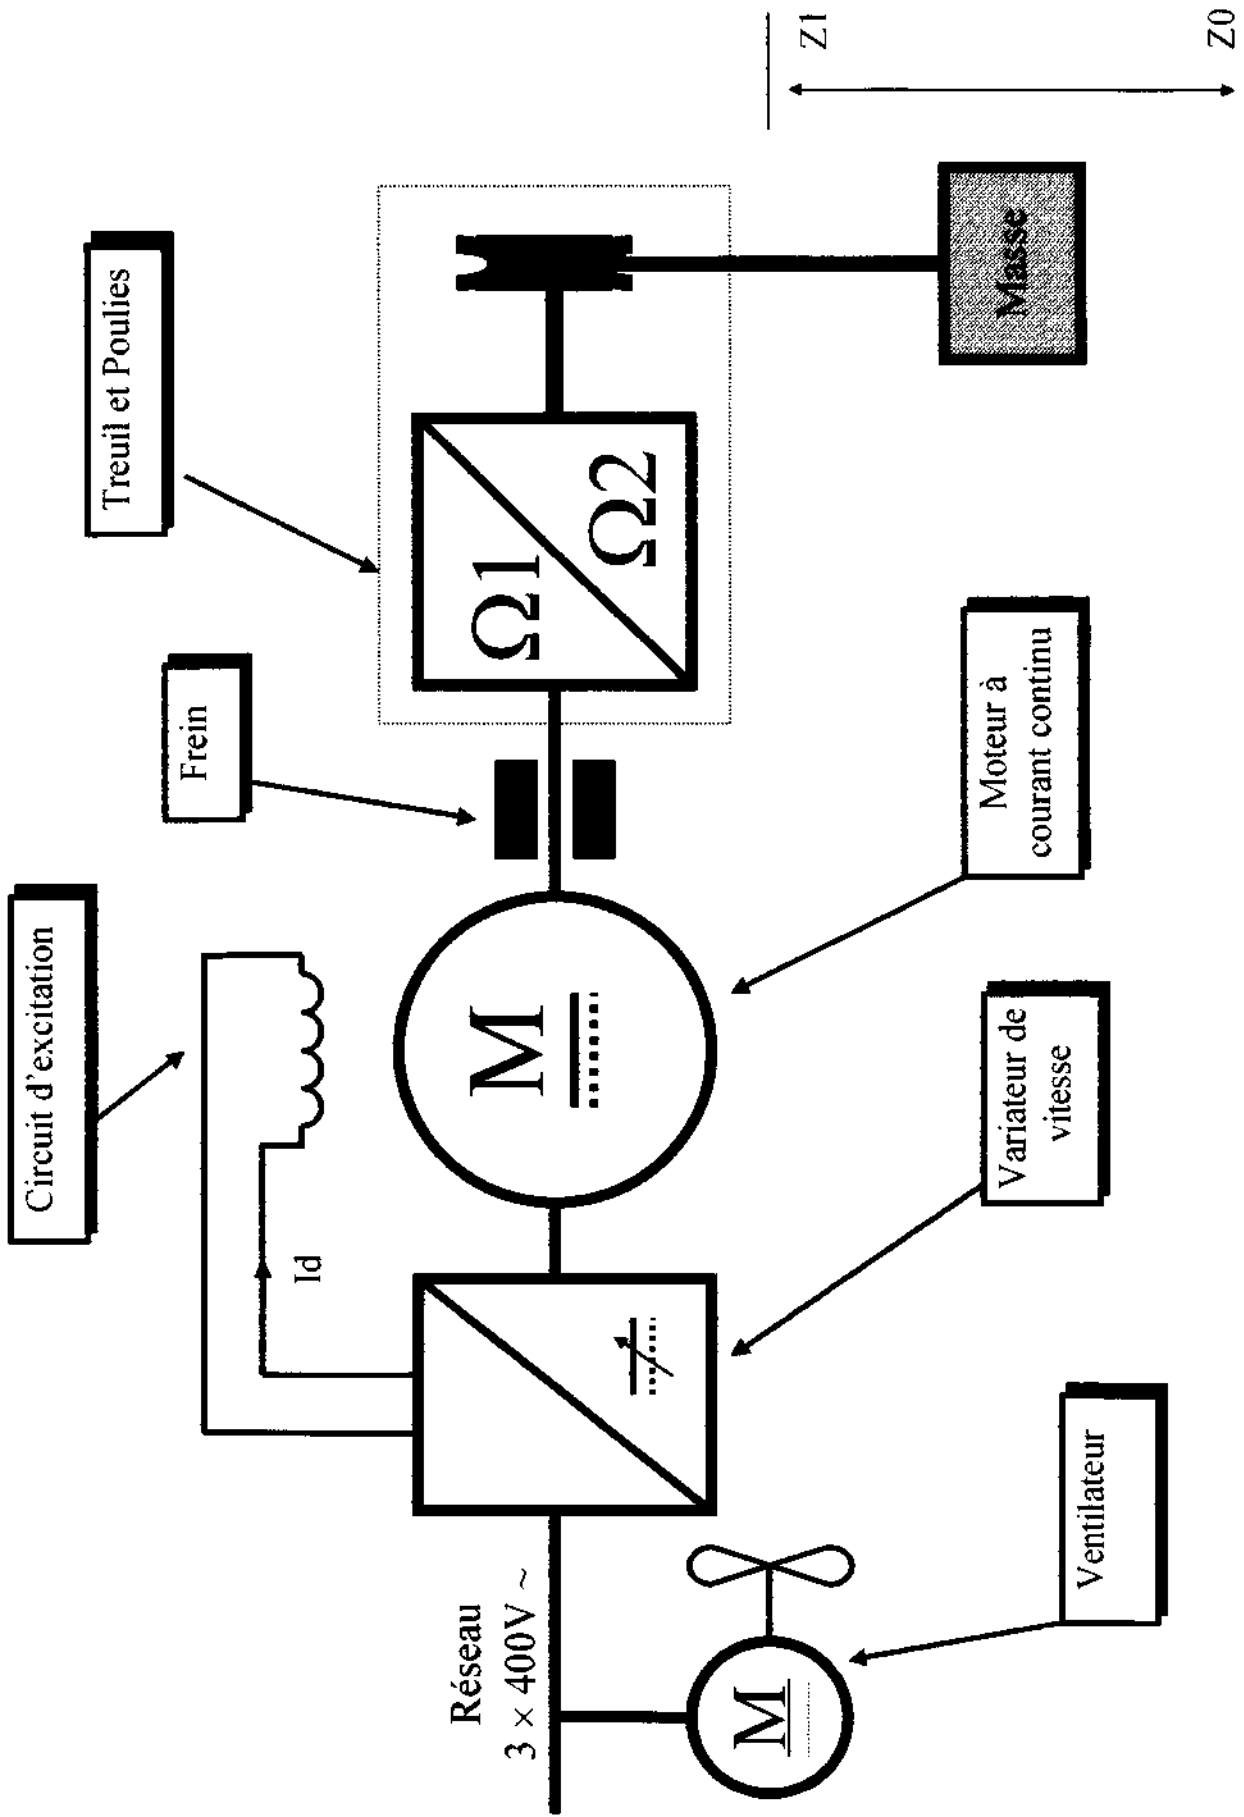 Circuit d'excitation
Frein
Treuil et Poulies
Id
Réseau
3 × 400V ~
M
Ω1
Ω2
Z1
Z0
M
Masse
Ventilateur
Variateur de
vitesse
Moteur à
courant continu